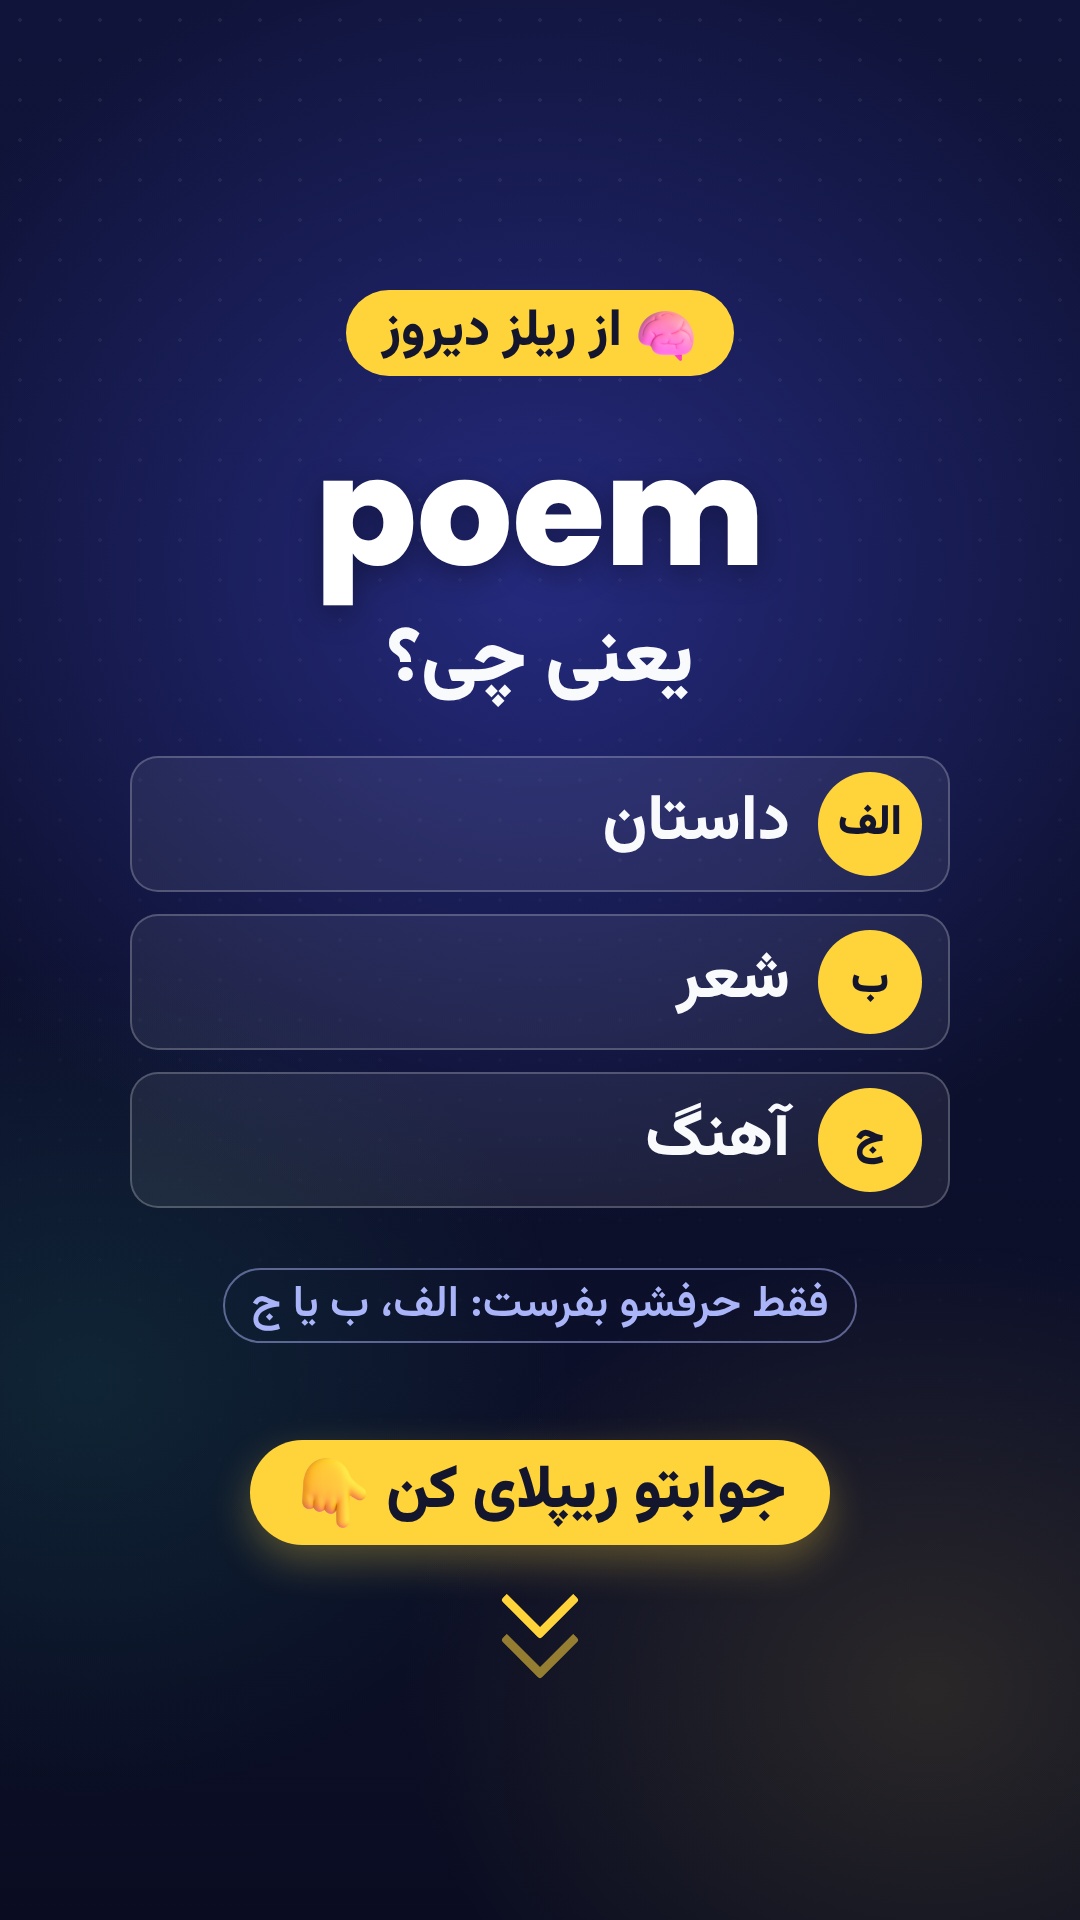 🧠 از ریلز دیروز
poem
یعنی چی؟
الف داستان
ب شعر
ج آهنگ
فقط حرفشو بفرست: الف، ب یا ج
جوابتو ریپلای کن 👇